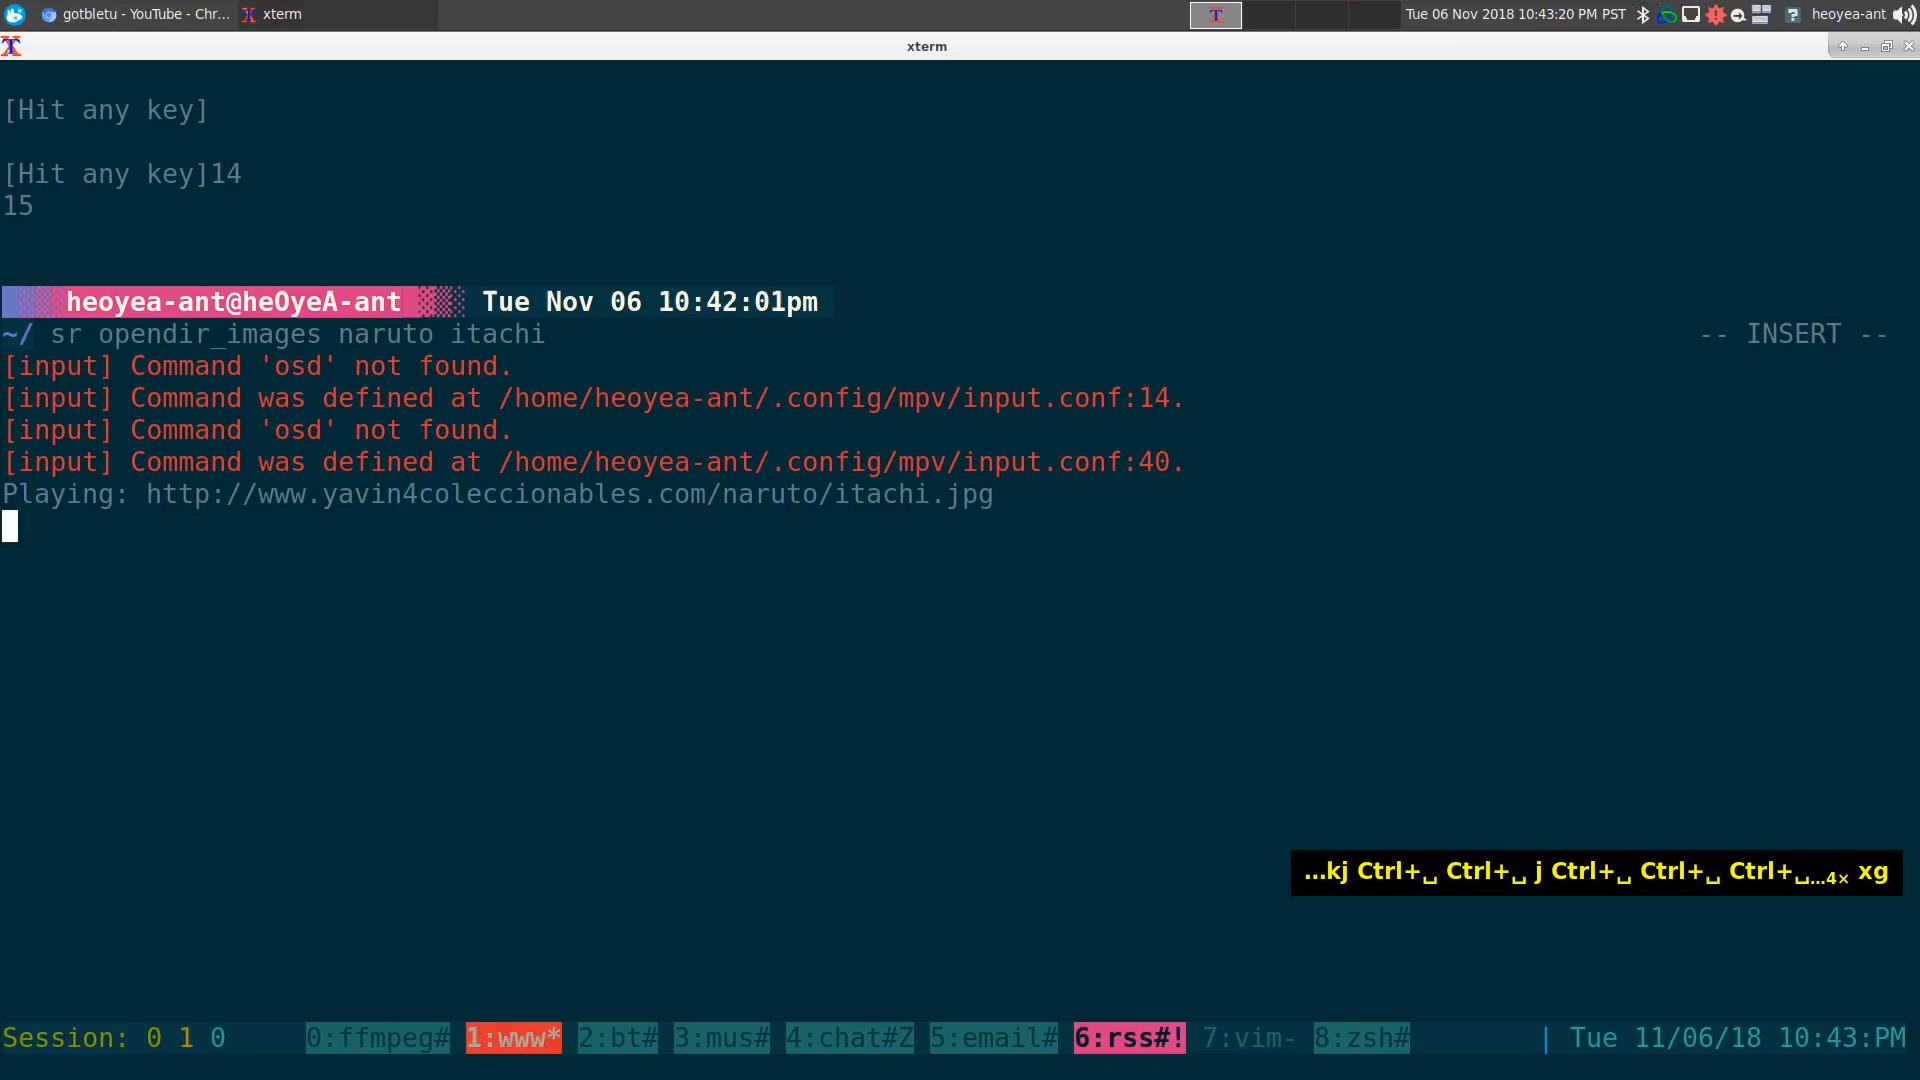 gotbletu - YouTube - Chr... xterm Tue 06 Nov 2018 10:43:20 PM PST heoyea-ant
xterm
[Hit any key]
[Hit any key]14
15
heoyea-ant@heOyeA-ant Tue Nov 06 10:42:01pm
~/ sr opendir_images naruto itachi -- INSERT --
[input] Command 'osd' not found.
[input] Command was defined at /home/heoyea-ant/.config/mpv/input.conf:14.
[input] Command 'osd' not found.
[input] Command was defined at /home/heoyea-ant/.config/mpv/input.conf:40.
Playing: http://www.yavin4coleccionables.com/naruto/itachi.jpg
...kj Ctrl+␣ Ctrl+␣ j Ctrl+␣ Ctrl+␣ Ctrl+␣...4× xg
Session: 0 1 0 0:ffmpeg# 1:www* 2:bt# 3:mus# 4:chat#Z 5:email# 6:rss#! 7:vim- 8:zsh# | Tue 11/06/18 10:43:PM